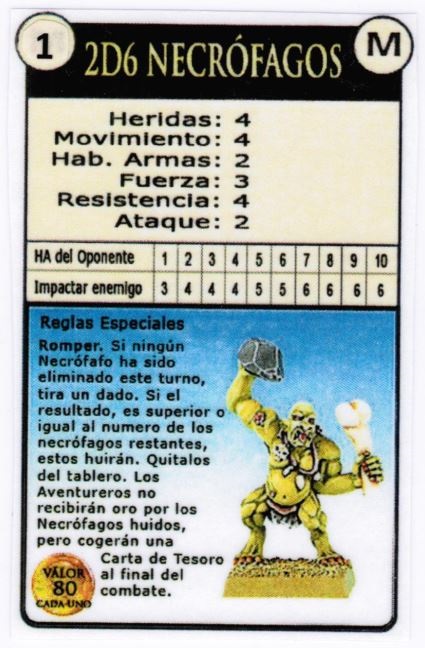 1
2D6 NECRÓFAGOS
M
Heridas: 4
Movimiento: 4
Hab. Armas: 2
Fuerza: 3
Resistencia: 4
Ataque: 2
HA del Oponente 1 2 3 4 5 6 7 8 9 10
Impactar enemigo 3 4 4 4 5 5 6 6 6 6
Reglas Especiales
Romper. Si ningún
Necrófafo ha sido
eliminado este turno,
tira un dado. Si el
resultado, es superior o
igual al numero de los
necrófagos restantes,
estos huirán. Quitalos
del tablero. Los
Aventureros no
recibirán oro por los
Necrófagos huidos,
pero cogerán una
Carta de Tesoro
al final del
combate.
VALOR
80
CADA UNO